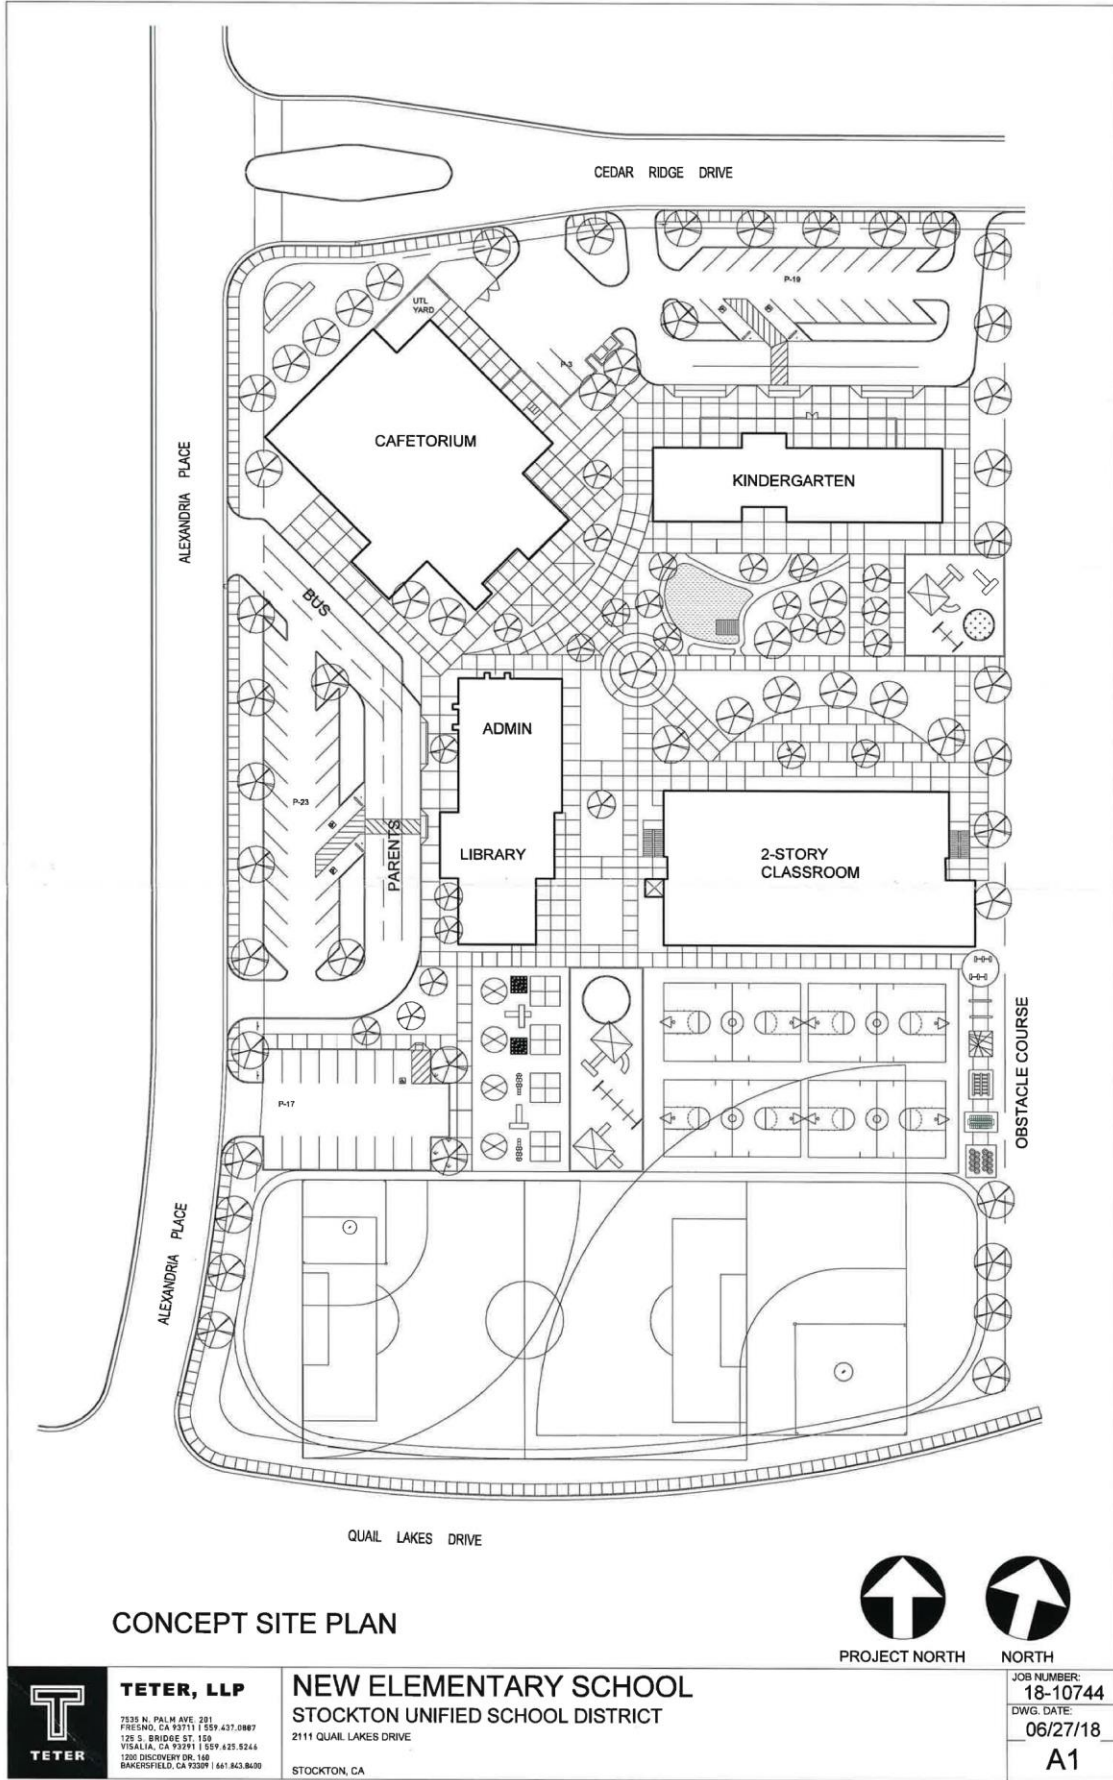 CEDAR RIDGE DRIVE
P-19
UTL
YARD
P-3
CAFETORIUM
KINDERGARTEN
ALEXANDRIA PLACE
BUS
ADMIN
P-23
PARENTS
LIBRARY
2-STORY
CLASSROOM
OBSTACLE COURSE
P-17
ALEXANDRIA PLACE
QUAIL LAKES DRIVE
CONCEPT SITE PLAN
PROJECT NORTH
NORTH
TETER
TETER, LLP
7535 N. PALM AVE. 201
FRESNO, CA 93711 | 559.437.0887
125 S. BRIDGE ST. 150
VISALIA, CA 93291 | 559.625.5246
1200 DISCOVERY DR. 160
BAKERSFIELD, CA 93309 | 661.843.8400
NEW ELEMENTARY SCHOOL
STOCKTON UNIFIED SCHOOL DISTRICT
2111 QUAIL LAKES DRIVE
STOCKTON, CA
JOB NUMBER:
18-10744
DWG. DATE:
06/27/18
A1